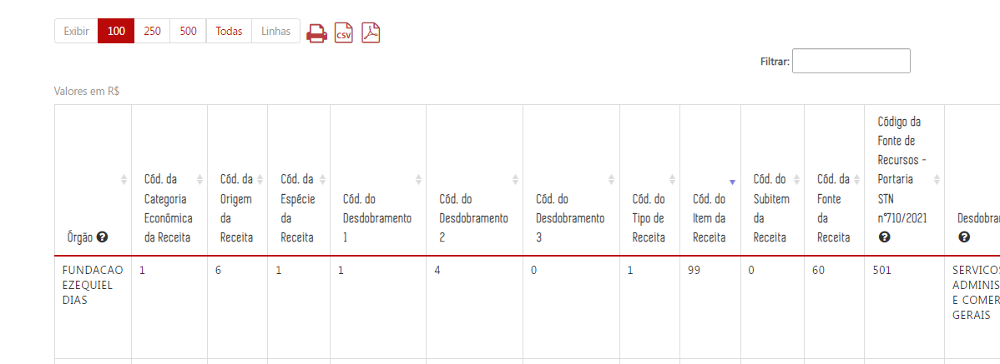 Exibir 100 250 500 Todas Linhas CSV
Filtrar:
Valores em R$
Órgão ?
Cód. da
Categoria
Econômica
da Receita
Cód. da
Origem
da
Receita
Cód. da
Espécie
da
Receita
Cód. do
Desdobramento
1
Cód. do
Desdobramento
2
Cód. do
Desdobramento
3
Cód. do
Tipo de
Receita
Cód. do
Item da
Receita
Cód. do
Subitem
da
Receita
Cód. da
Fonte
da
Receita
Código da
Fonte de
Recursos -
Portaria
STN
nº710/2021
?
Desdobra
?
FUNDACAO
EZEQUIEL
DIAS
1
6
1
1
4
0
1
99
0
60
501
SERVICOS
ADMINIS
E COMER
GERAIS